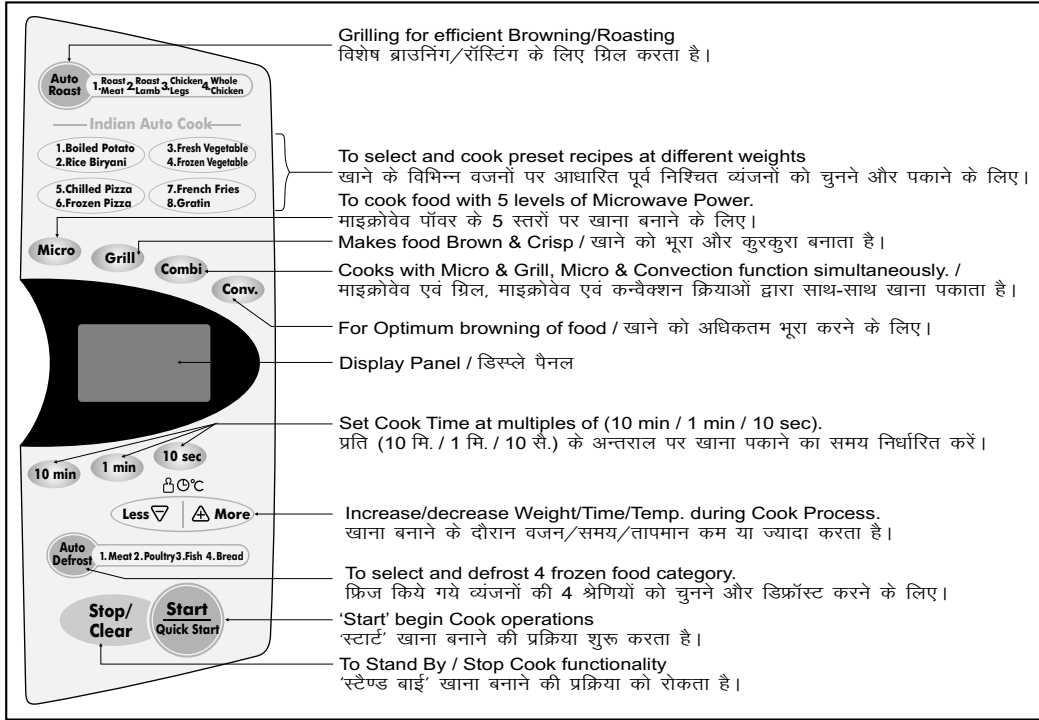 Grilling for efficient Browning/Roasting
विशेष ब्राउनिंग/रॉस्टिंग के लिए ग्रिल करता है।
Auto
Roast
1.Roast Meat 2.Roast Lamb 3.Chicken Legs 4.Whole Chicken
Indian Auto Cook
1.Boiled Potato
2.Rice Biryani
3.Fresh Vegetable
4.Frozen Vegetable
5.Chilled Pizza
6.Frozen Pizza
7.French Fries
8.Gratin
To select and cook preset recipes at different weights
खाने के विभिन्न वजनों पर आधारित पूर्व निश्चित व्यंजनों को चुनने और पकाने के लिए।
To cook food with 5 levels of Microwave Power.
माइक्रोवेव पॉवर के 5 स्तरों पर खाना बनाने के लिए।
Micro
Grill
Combi
Conv.
Makes food Brown & Crisp / खाने को भूरा और कुरकुरा बनाता है।
Cooks with Micro & Grill, Micro & Convection function simultaneously. /
माइक्रोवेव एवं ग्रिल, माइक्रोवेव एवं कन्वैक्शन क्रियाओं द्वारा साथ-साथ खाना पकाता है।
For Optimum browning of food / खाने को अधिकतम भूरा करने के लिए।
Display Panel / डिस्प्ले पैनल
Set Cook Time at multiples of (10 min / 1 min / 10 sec).
प्रति (10 मि. / 1 मि. / 10 सै.) के अन्तराल पर खाना पकाने का समय निर्धारित करें।
10 min
1 min
10 sec
°C
Less
More
Increase/decrease Weight/Time/Temp. during Cook Process.
खाना बनाने के दौरान वजन/समय/तापमान कम या ज्यादा करता है।
Auto
Defrost
1. Meat 2. Poultry 3. Fish 4. Bread
To select and defrost 4 frozen food category.
फ्रिज किये गये व्यंजनों की 4 श्रेणियों को चुनने और डिफ्रॉस्ट करने के लिए।
Stop/
Clear
Start
Quick Start
'Start' begin Cook operations
'स्टार्ट' खाना बनाने की प्रक्रिया शुरू करता है।
To Stand By / Stop Cook functionality
'स्टैण्ड बाई' खाना बनाने की प्रक्रिया को रोकता है।